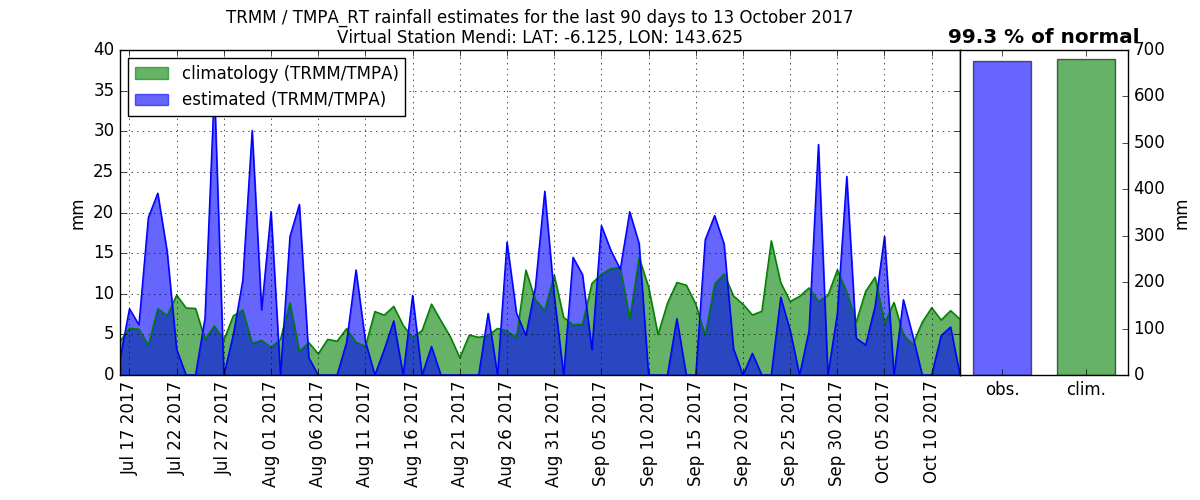 TRMM / TMPA_RT rainfall estimates for the last 90 days to 13 October 2017
Virtual Station Mendi: LAT: -6.125, LON: 143.625
99.3 % of normal
climatology (TRMM/TMPA)
estimated (TRMM/TMPA)
40
35
30
25
20
15
10
5
0
mm
700
600
500
400
300
200
100
0
mm
Jul 17 2017
Jul 22 2017
Jul 27 2017
Aug 01 2017
Aug 06 2017
Aug 11 2017
Aug 16 2017
Aug 21 2017
Aug 26 2017
Aug 31 2017
Sep 05 2017
Sep 10 2017
Sep 15 2017
Sep 20 2017
Sep 25 2017
Sep 30 2017
Oct 05 2017
Oct 10 2017
obs.
clim.